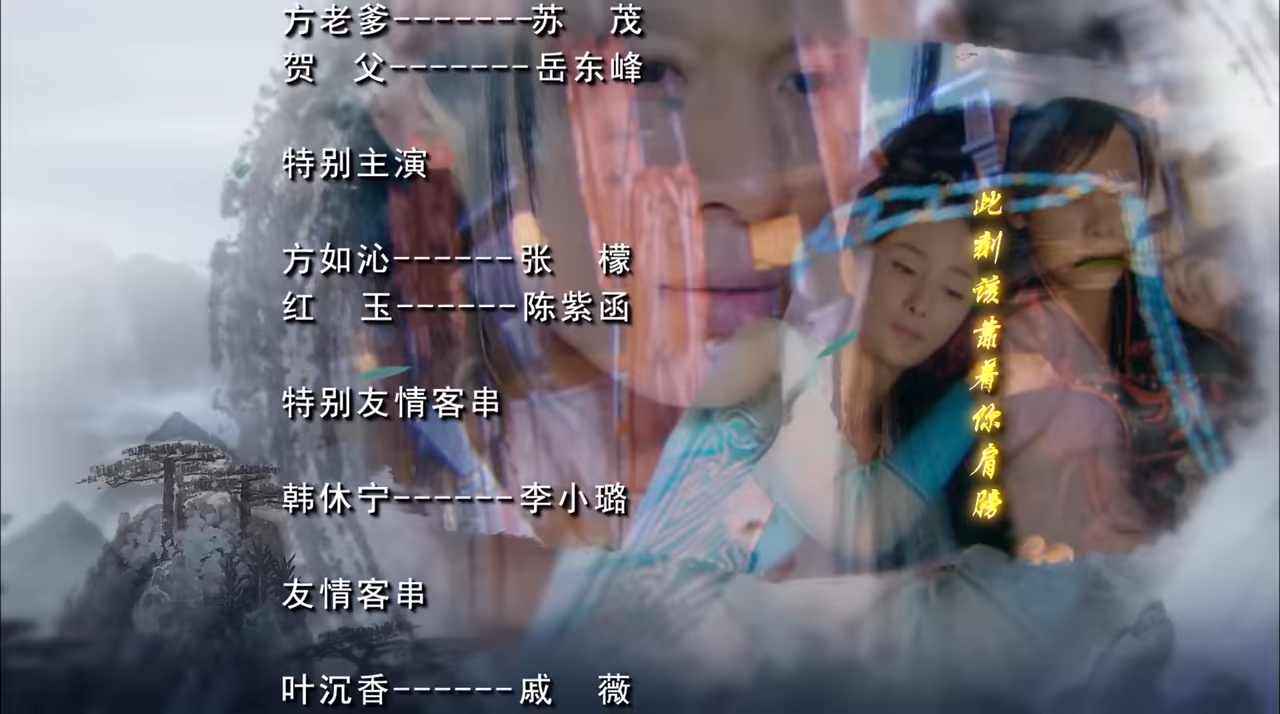 方老爹-------苏 茂
贺 父-------岳东峰
特别主演
方如沁------张 檬
红 玉------陈紫函
特别友情客串
韩休宁------李小璐
友情客串
叶沉香------戚 薇
此刻该萧着你肩膀